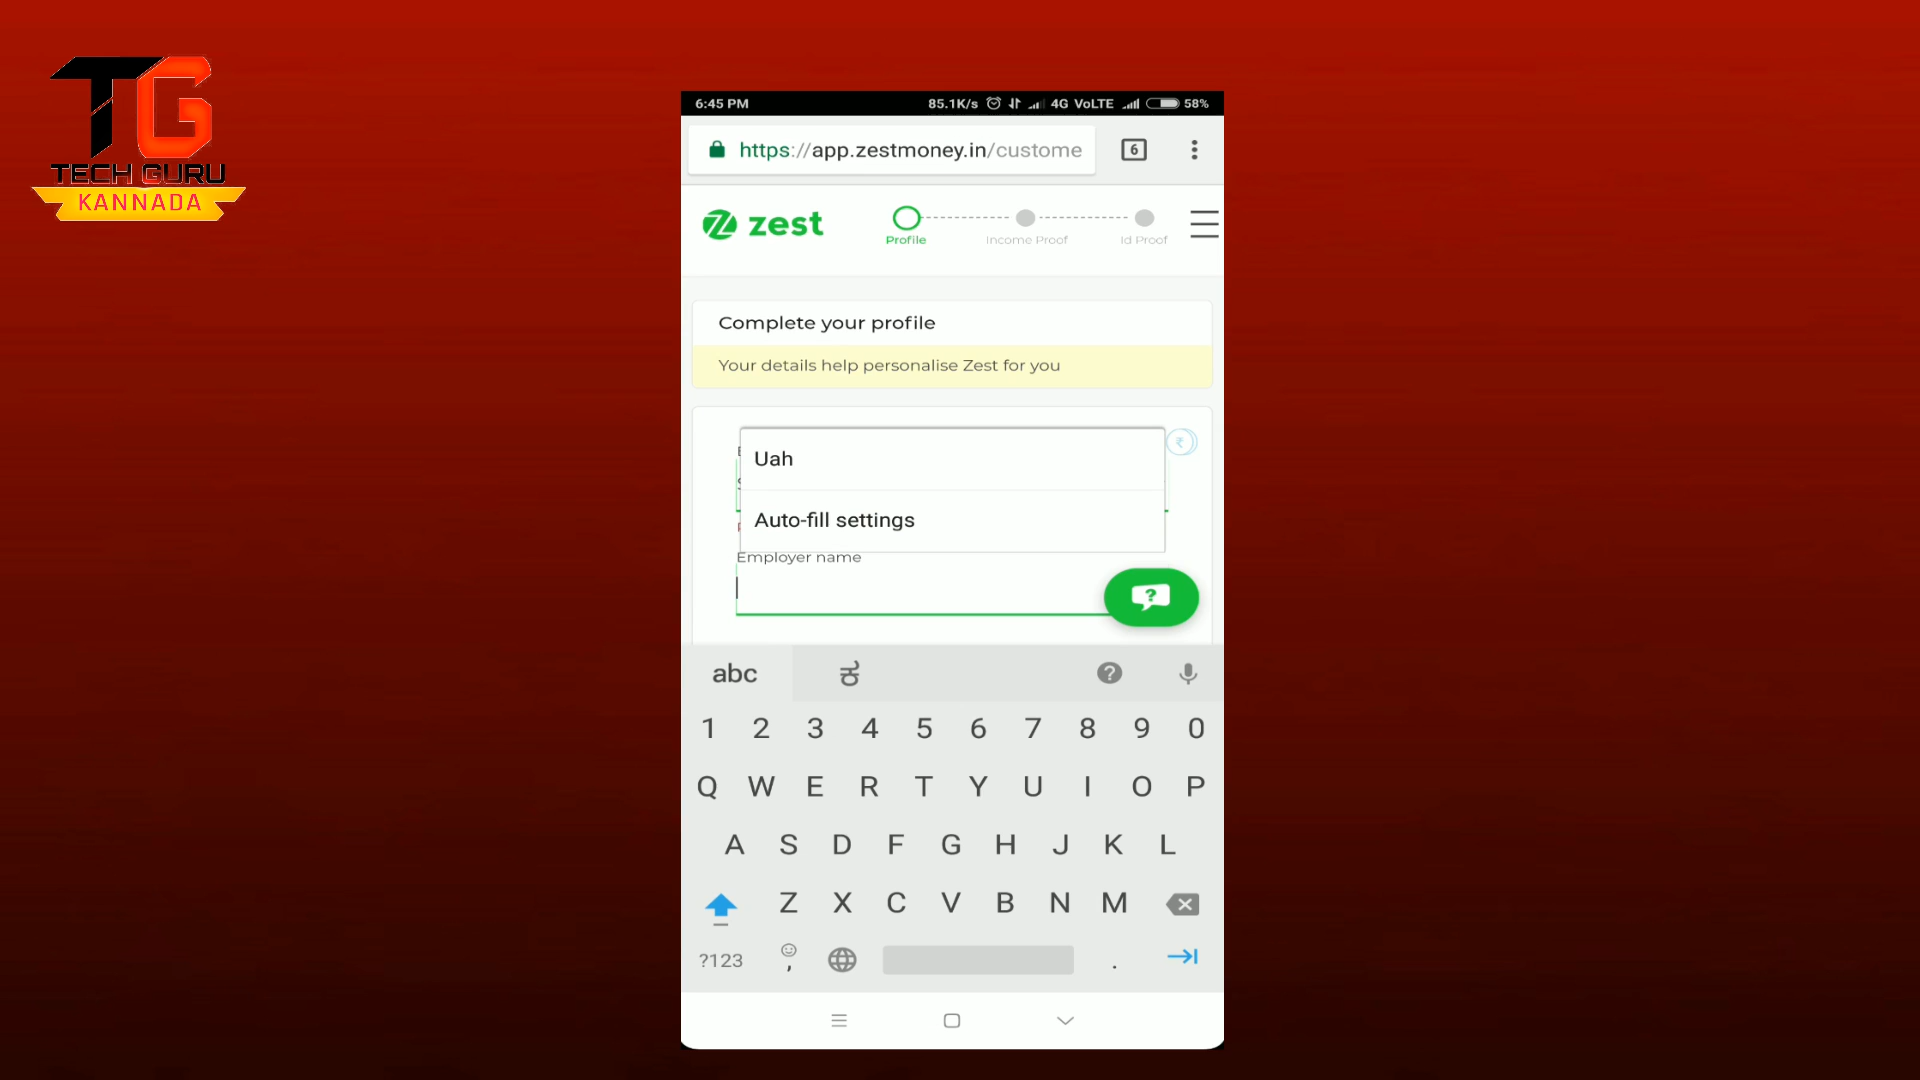 TG
TECH GURU
KANNADA
6:45 PM
85.1K/s 4G VoLTE 58%
https://app.zestmoney.in/custome
6
zest
Profile
Income Proof
Id Proof
Complete your profile
Your details help personalise Zest for you
₹
Uah
Auto-fill settings
Employer name
?
abc ಕ ?
1 2 3 4 5 6 7 8 9 0
Q W E R T Y U I O P
A S D F G H J K L
Z X C V B N M
?123 , .